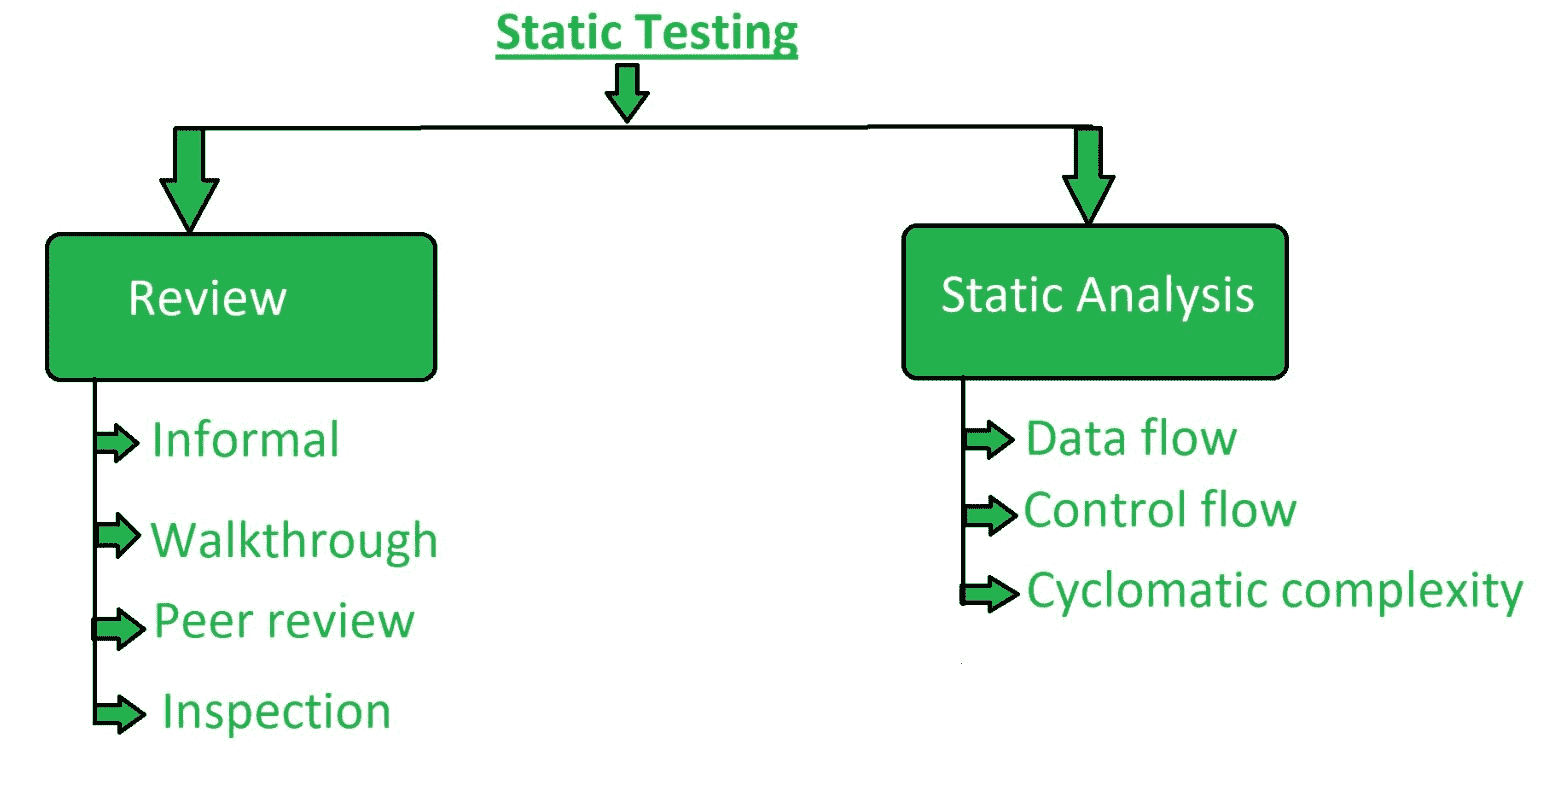 Static Testing
Review
Informal
Walkthrough
Peer review
Inspection
Static Analysis
Data flow
Control flow
Cyclomatic complexity